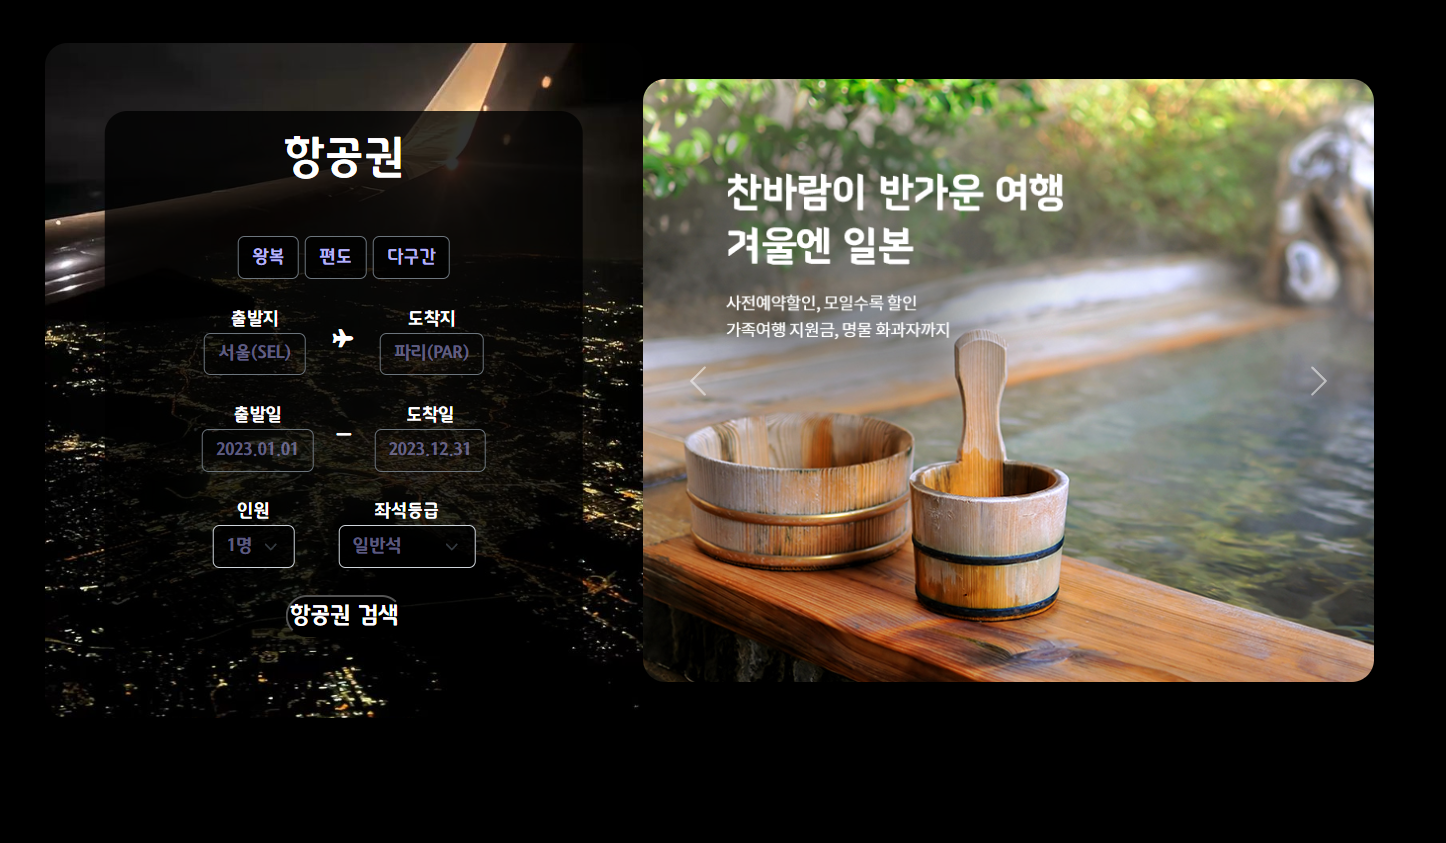 항공권
왕복 편도 다구간
출발지 도착지
서울(SEL) 파리(PAR)
출발일 도착일
2023.01.01 2023.12.31
인원 좌석등급
1명 일반석
항공권 검색
찬바람이 반가운 여행
겨울엔 일본
사전예약할인, 모일수록 할인
가족여행 지원금, 명물 화과자까지